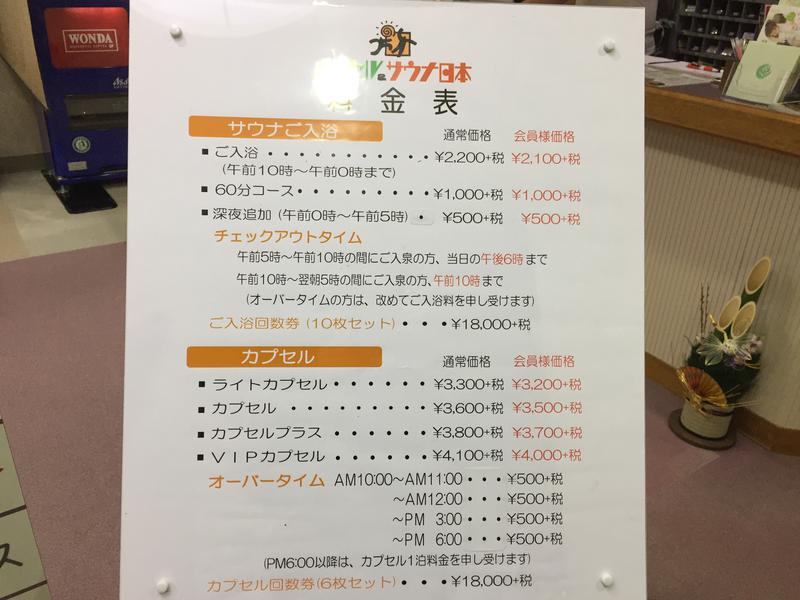 WONDA
サウナ日本
金表
サウナご入浴 通常価格 会員様価格
■ ご入浴 ・・・・・・・・・・・ ¥2,200+税 ¥2,100+税
(午前10時〜午前0時まで)
■ 60分コース・・・・・・・・・ ¥1,000+税 ¥1,000+税
■ 深夜追加 (午前0時〜午前5時) ・ ¥500+税 ¥500+税
チェックアウトタイム
午前5時〜午前10時の間にご入泉の方、当日の午後6時まで
午前10時〜翌朝5時の間にご入泉の方、午前10時まで
(オーバータイムの方は、改めてご入浴料を申し受けます)
ご入浴回数券 (10枚セット)・・・¥18,000+税
カプセル 通常価格 会員様価格
■ ライトカプセル・・・・・・ ¥3,300+税 ¥3,200+税
■ カプセル ・・・・・・・・・ ¥3,600+税 ¥3,500+税
■ カプセルプラス ・・・・・・ ¥3,800+税 ¥3,700+税
■ VIPカプセル ・・・・・・ ¥4,100+税 ¥4,000+税
オーバータイム AM10:00〜AM11:00・・・¥500+税
〜AM12:00・・・¥500+税
〜PM 3:00・・・¥500+税
〜PM 6:00・・・¥500+税
(PM6:00以降は、カプセル1泊料金を申し受けます)
カプセル回数券(6枚セット)・・・¥18,000+税